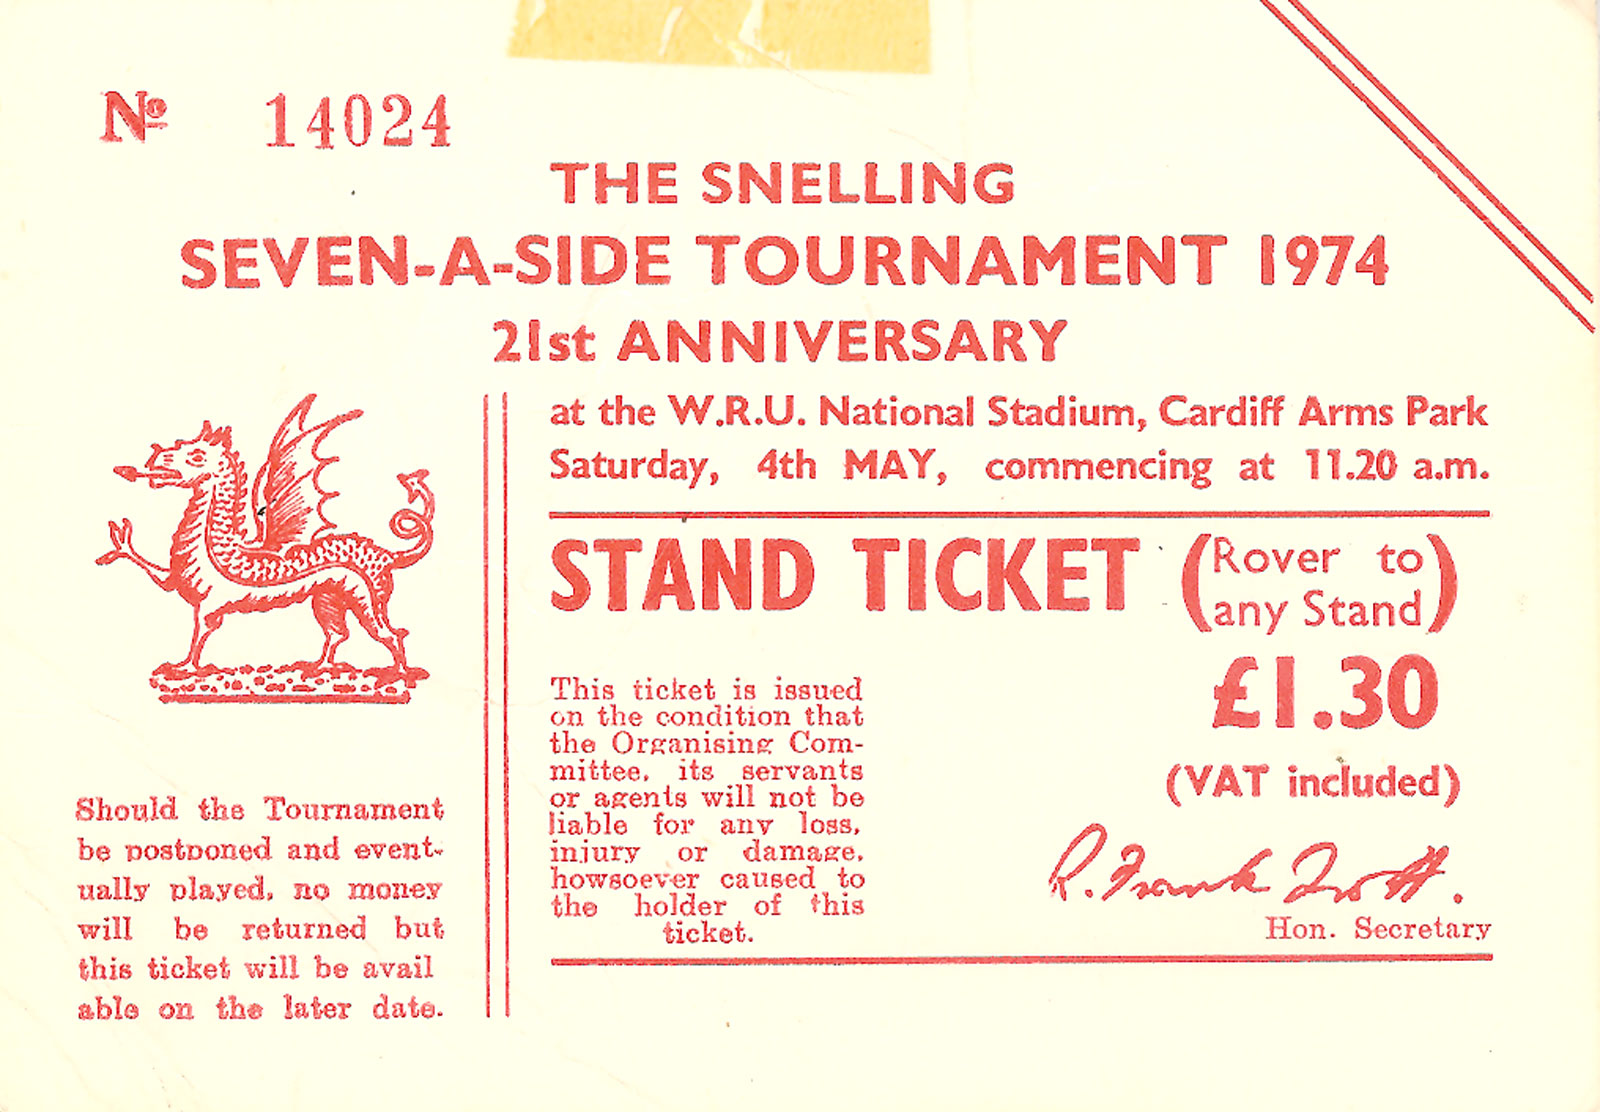 № 14024
THE SNELLING
SEVEN-A-SIDE TOURNAMENT 1974
21st ANNIVERSARY
at the W.R.U. National Stadium, Cardiff Arms Park
Saturday, 4th MAY, commencing at 11.20 a.m.
STAND TICKET (Rover to
any Stand)
£1.30
(VAT included)
This ticket is issued
on the condition that
the Organising Com-
mittee, its servants
or agents will not be
liable for any loss,
injury or damage,
howsoever caused to
the holder of this
ticket.
R. Frank Trott.
Hon. Secretary
Should the Tournament
be postponed and event-
ually played, no money
will be returned but
this ticket will be avail
able on the later date.